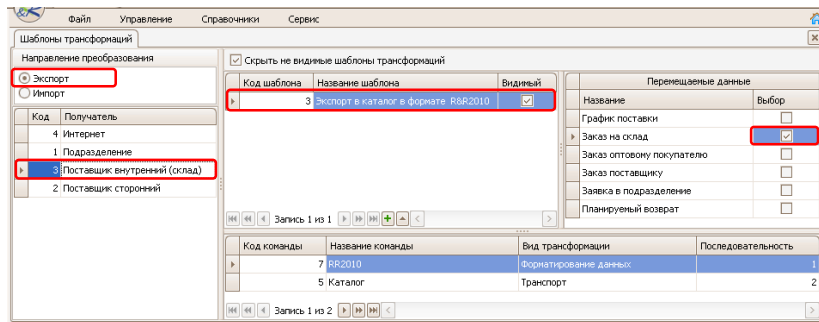 Файл Управление Справочники Сервис
Шаблоны трансформаций
Направление преобразования
Экспорт
Импорт
Код Получатель
4 Интернет
1 Подразделение
3 Поставщик внутренний (склад)
2 Поставщик сторонний
Скрыть не видимые шаблоны трансформаций
Код шаблона Название шаблона Видимый
3 Экспорт в каталог в формате R&R2010
Запись 1 из 1
Перемещаемые данные
Название Выбор
График поставки
Заказ на склад
Заказ оптовому покупателю
Заказ поставщику
Заявка в подразделение
Планируемый возврат
Код команды Название команды Вид трансформации Последовательность
7 RR2010 Форматирование данных 1
5 Каталог Транспорт 2
Запись 1 из 2